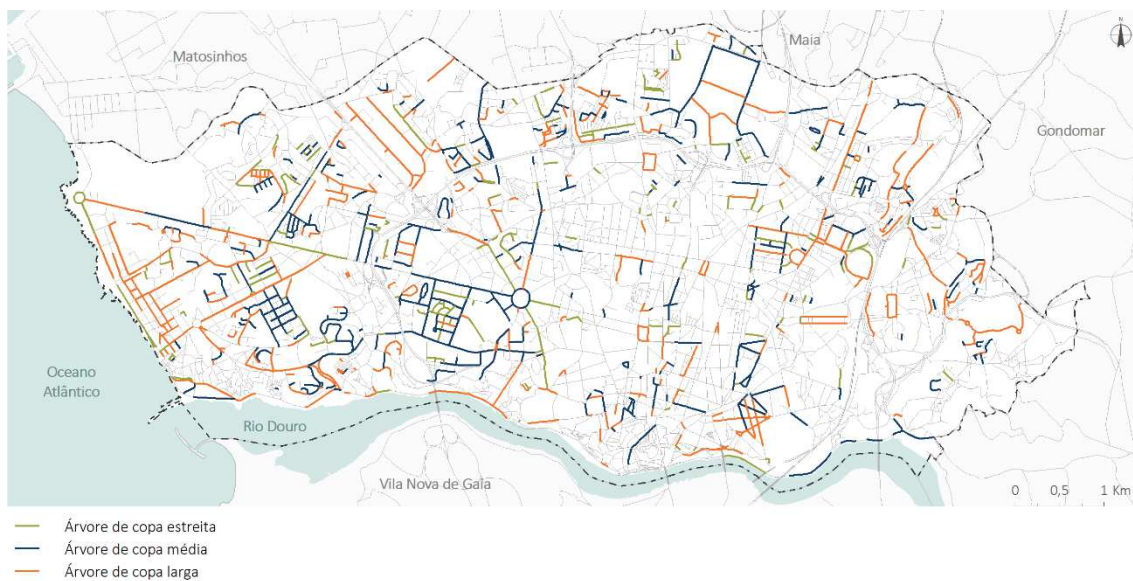 N
Matosinhos
Maia
Gondomar
Oceano
Atlântico
Rio Douro
Vila Nova de Gaia
0 0,5 1 Km
Árvore de copa estreita
Árvore de copa média
Árvore de copa larga